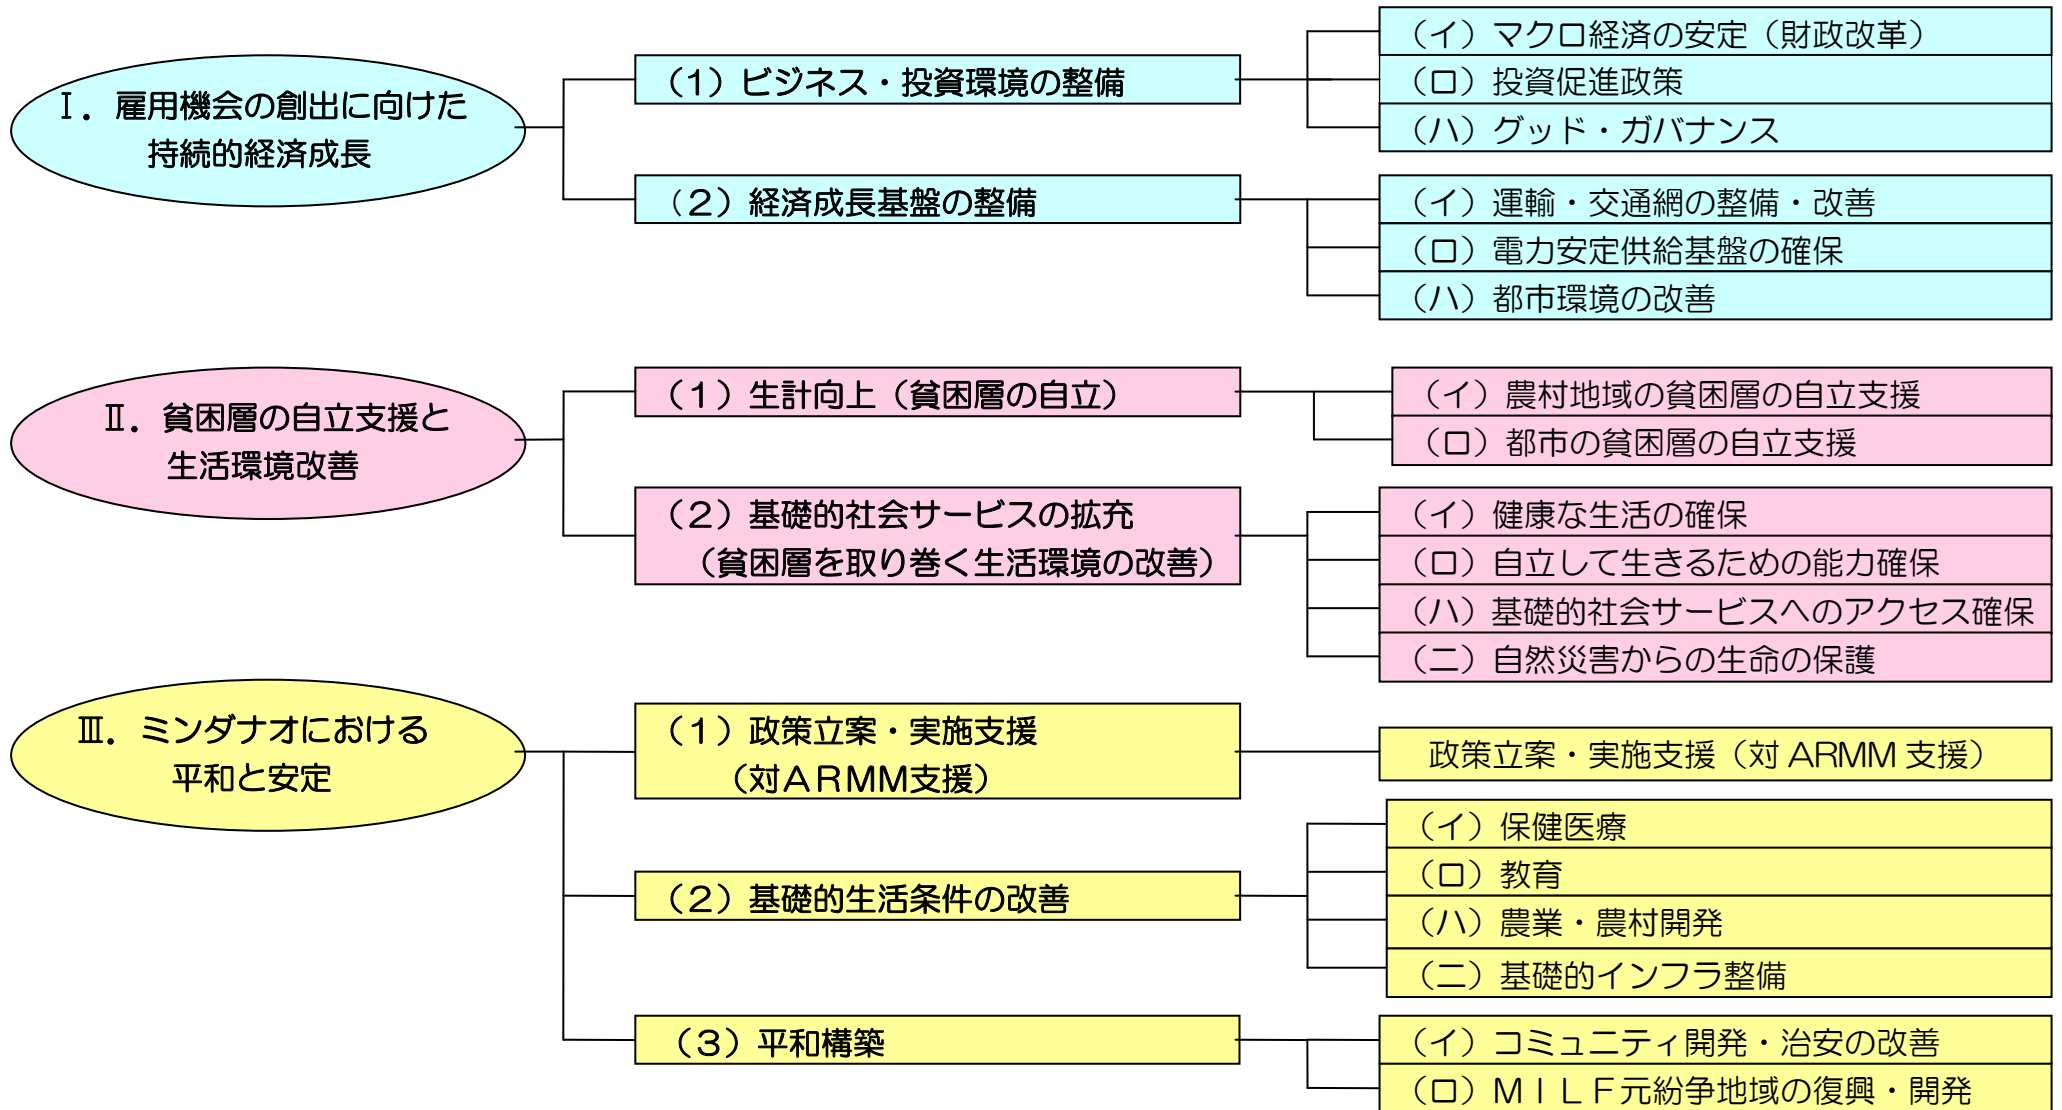 Ⅰ．雇用機会の創出に向けた
持続的経済成長
（１）ビジネス・投資環境の整備
（イ）マクロ経済の安定（財政改革）
（ロ）投資促進政策
（ハ）グッド・ガバナンス
（２）経済成長基盤の整備
（イ）運輸・交通網の整備・改善
（ロ）電力安定供給基盤の確保
（ハ）都市環境の改善
Ⅱ．貧困層の自立支援と
生活環境改善
（１）生計向上（貧困層の自立）
（イ）農村地域の貧困層の自立支援
（ロ）都市の貧困層の自立支援
（２）基礎的社会サービスの拡充
（貧困層を取り巻く生活環境の改善）
（イ）健康な生活の確保
（ロ）自立して生きるための能力確保
（ハ）基礎的社会サービスへのアクセス確保
（ニ）自然災害からの生命の保護
Ⅲ．ミンダナオにおける
平和と安定
（１）政策立案・実施支援
（対ＡＲＭＭ支援）
政策立案・実施支援（対 ARMM 支援）
（２）基礎的生活条件の改善
（イ）保健医療
（ロ）教育
（ハ）農業・農村開発
（ニ）基礎的インフラ整備
（３）平和構築
（イ）コミュニティ開発・治安の改善
（ロ）ＭＩＬＦ元紛争地域の復興・開発